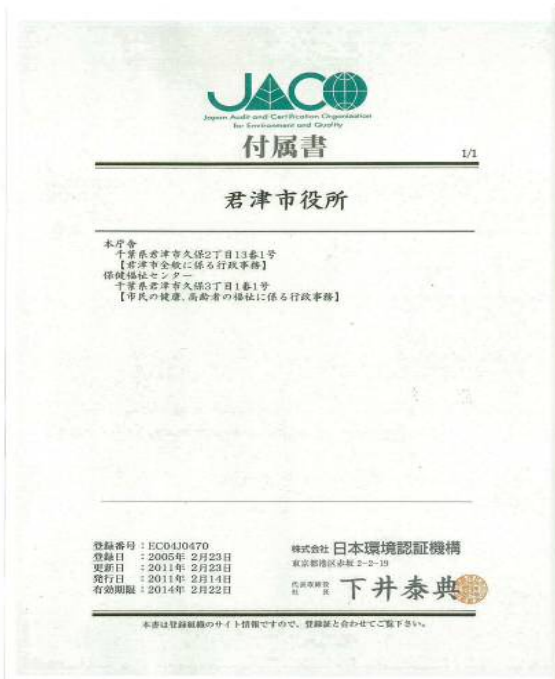 JACO
Japan Audit and Certification Organization
for Environment and Quality
付属書
1/1
君津市役所
本庁舎
千葉県君津市久保2丁目13番1号
【君津市全般に係る行政事務】
保健福祉センター
千葉県君津市久保3丁目1番1号
【市民の健康、高齢者の福祉に係る行政事務】
登録番号：EC04J0470
登録日：2005年 2月23日
更新日：2011年 2月23日
発行日：2011年 2月14日
有効期限：2014年 2月22日
株式会社 日本環境認証機構
東京都港区赤坂 2-2-19
代表取締役
社長 下井泰典
本書は登録組織のサイト情報ですので、登録証と合わせてご覧下さい。